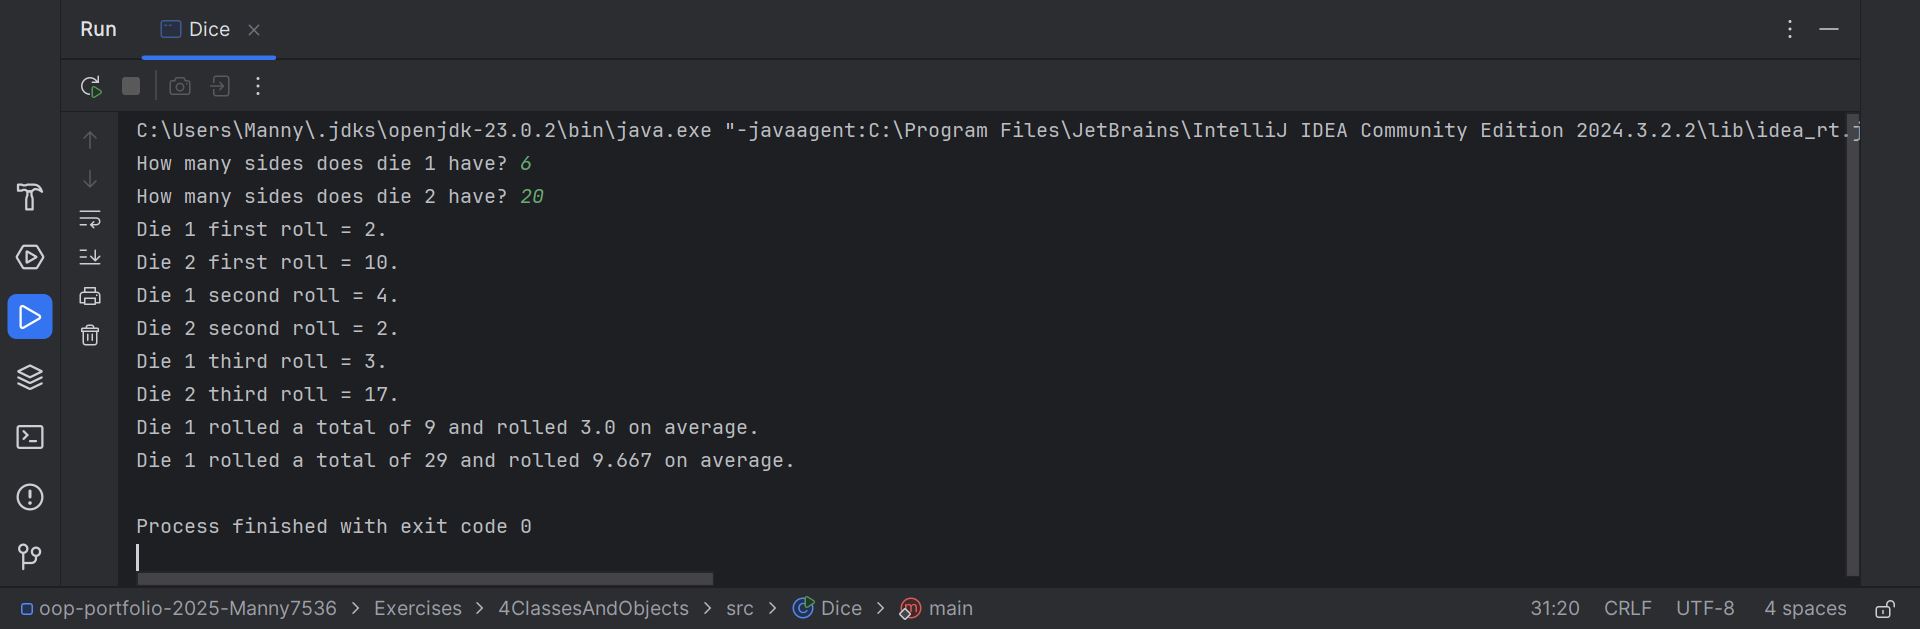 Run Dice
C:\Users\Manny\.jdks\openjdk-23.0.2\bin\java.exe "-javaagent:C:\Program Files\JetBrains\IntelliJ IDEA Community Edition 2024.3.2.2\lib\idea_rt.j
How many sides does die 1 have? 6
How many sides does die 2 have? 20
Die 1 first roll = 2.
Die 2 first roll = 10.
Die 1 second roll = 4.
Die 2 second roll = 2.
Die 1 third roll = 3.
Die 2 third roll = 17.
Die 1 rolled a total of 9 and rolled 3.0 on average.
Die 1 rolled a total of 29 and rolled 9.667 on average.
Process finished with exit code 0
oop-portfolio-2025-Manny7536 > Exercises > 4ClassesAndObjects > src > Dice > main 31:20 CRLF UTF-8 4 spaces